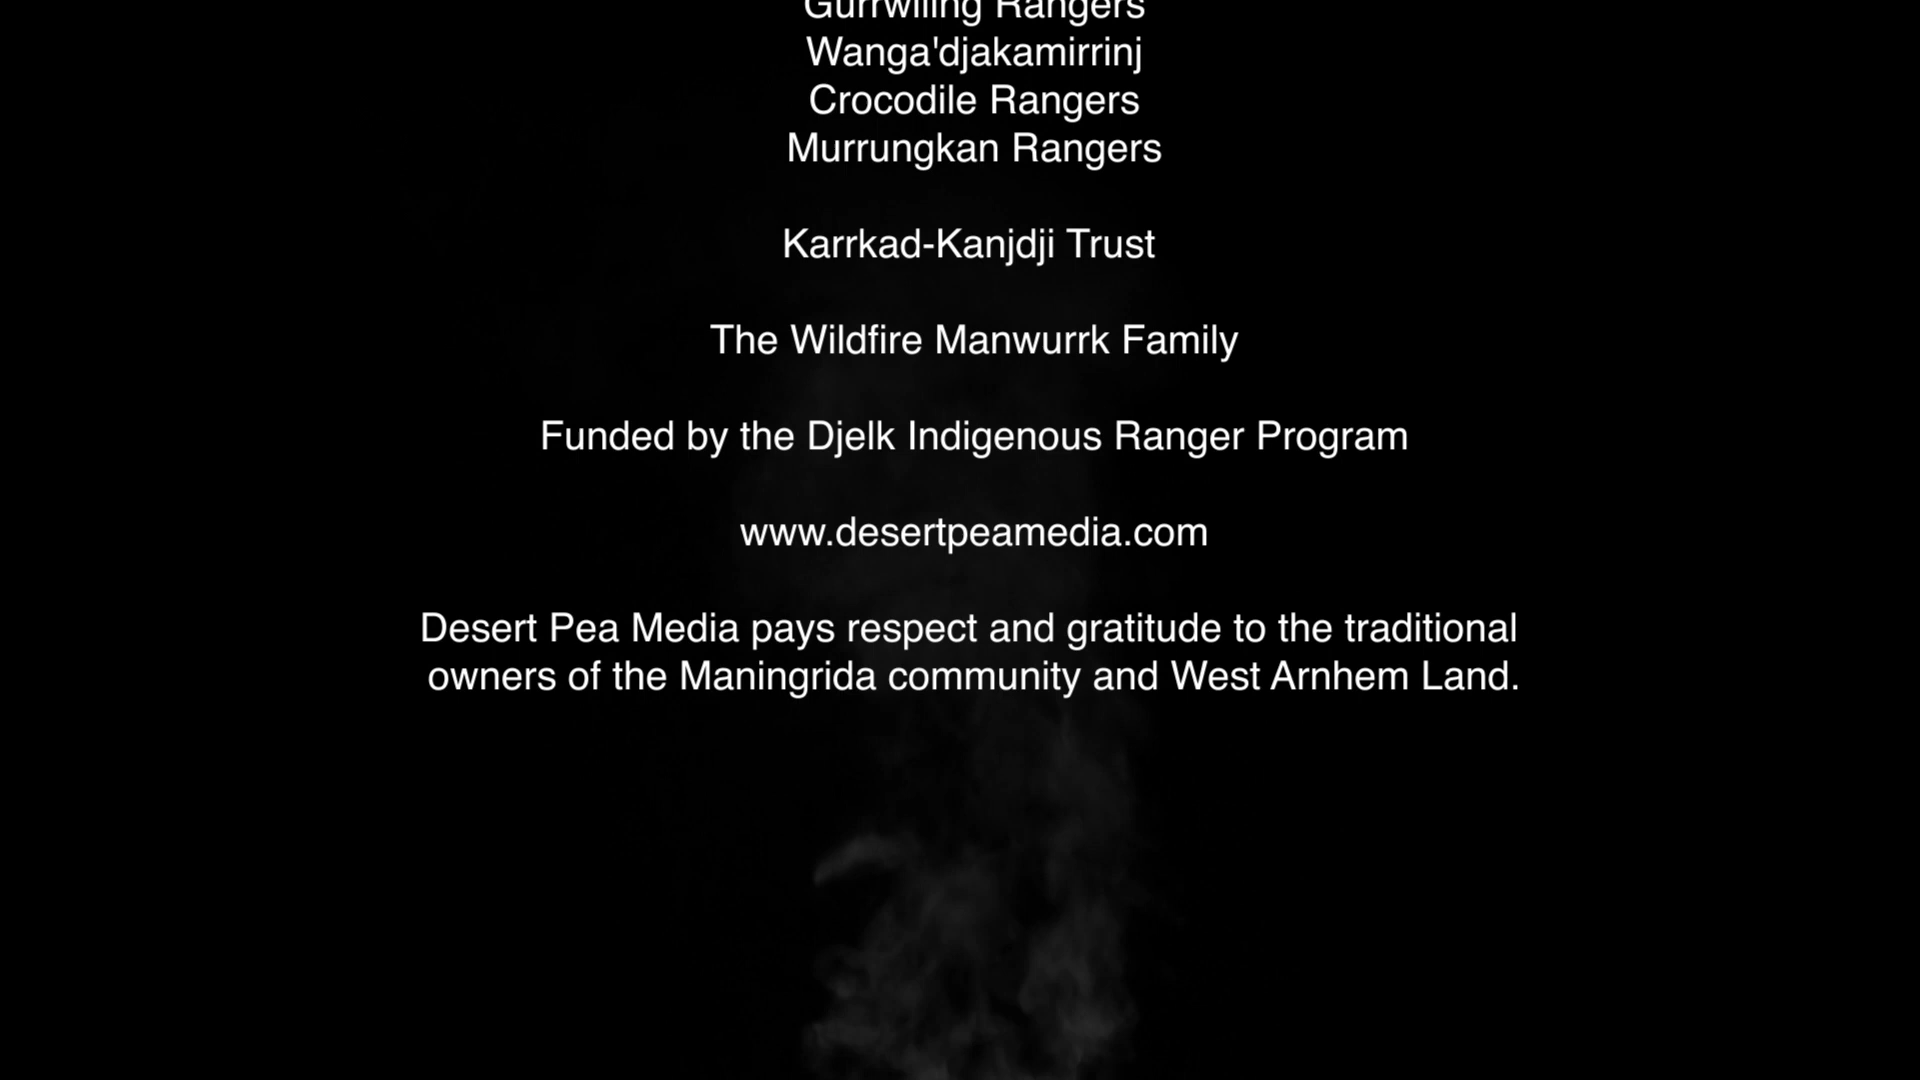 Gurrwiling Rangers
Wanga'djakamirrinj
Crocodile Rangers
Murrungkan Rangers
Karrkad-Kanjdji Trust
The Wildfire Manwurrk Family
Funded by the Djelk Indigenous Ranger Program
www.desertpeamedia.com
Desert Pea Media pays respect and gratitude to the traditional
owners of the Maningrida community and West Arnhem Land.